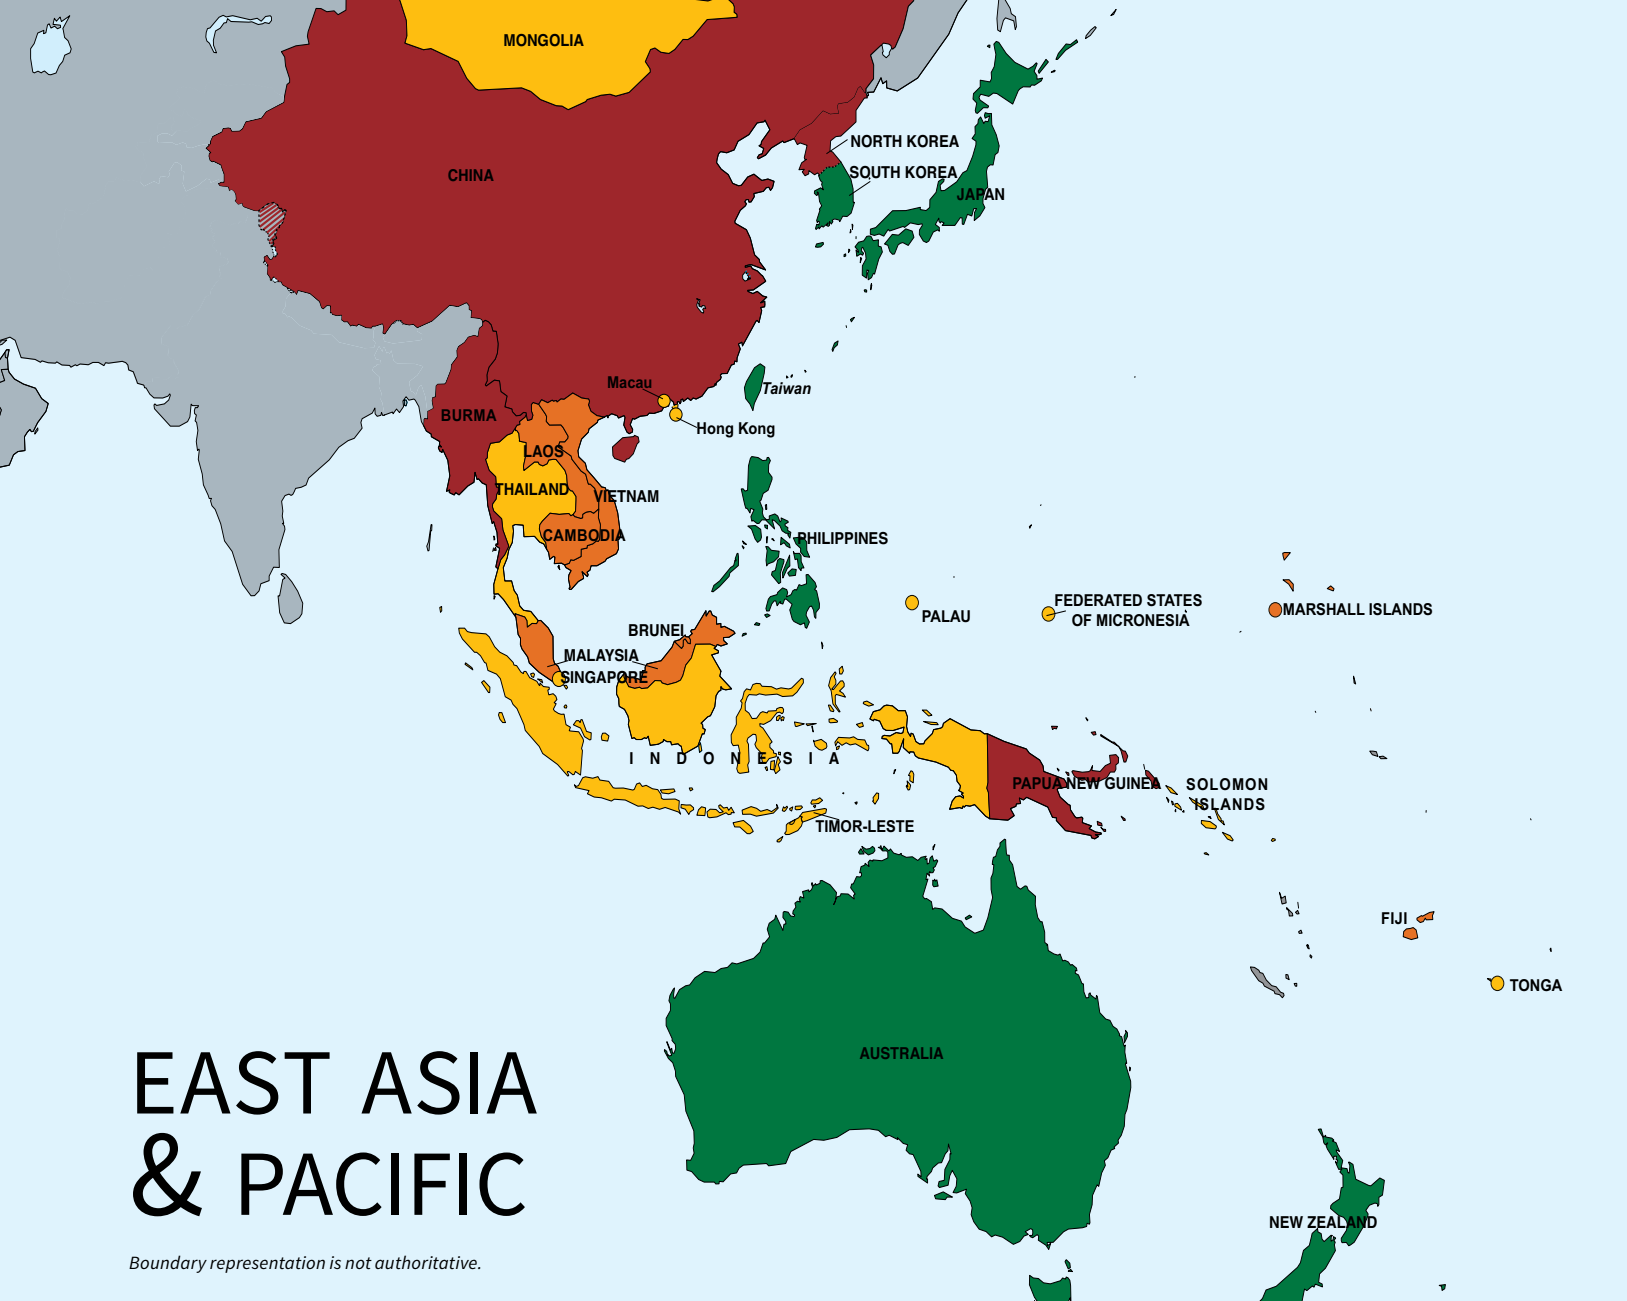 MONGOLIA
NORTH KOREA
CHINA
SOUTH KOREA
JAPAN
Macau
Taiwan
BURMA
Hong Kong
LAOS
THAILAND
VIETNAM
CAMBODIA
PHILIPPINES
FEDERATED STATES
OF MICRONESIA
MARSHALL ISLANDS
PALAU
BRUNEI
MALAYSIA
SINGAPORE
INDONESIA
PAPUA NEW GUINEA
SOLOMON
ISLANDS
TIMOR-LESTE
FIJI
TONGA
AUSTRALIA
NEW ZEALAND
EAST ASIA
& PACIFIC
Boundary representation is not authoritative.